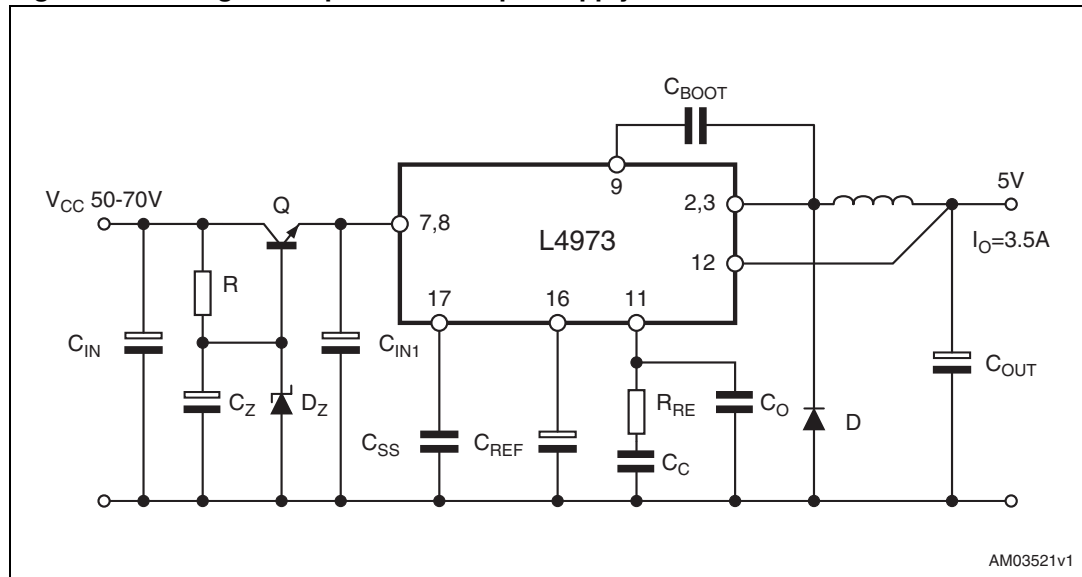 C_BOOT
V_CC 50-70V
Q
9
2,3
5V
7,8
L4973
I_O=3.5A
12
R
17
16
11
C_IN
C_IN1
C_OUT
C_Z
D_Z
R_RE
C_O
D
C_SS
C_REF
C_C
AM03521v1